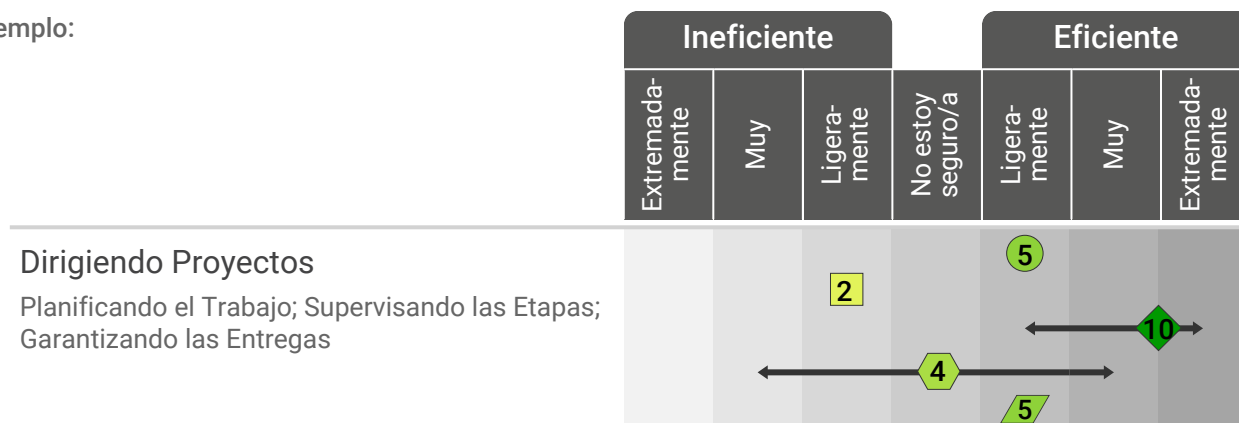 emplo:
Ineficiente
Eficiente
Extremada-
mente
Muy
Ligera-
mente
No estoy
seguro/a
Ligera-
mente
Muy
Extremada-
mente
Dirigiendo Proyectos
Planificando el Trabajo; Supervisando las Etapas;
Garantizando las Entregas
5
2
10
4
5